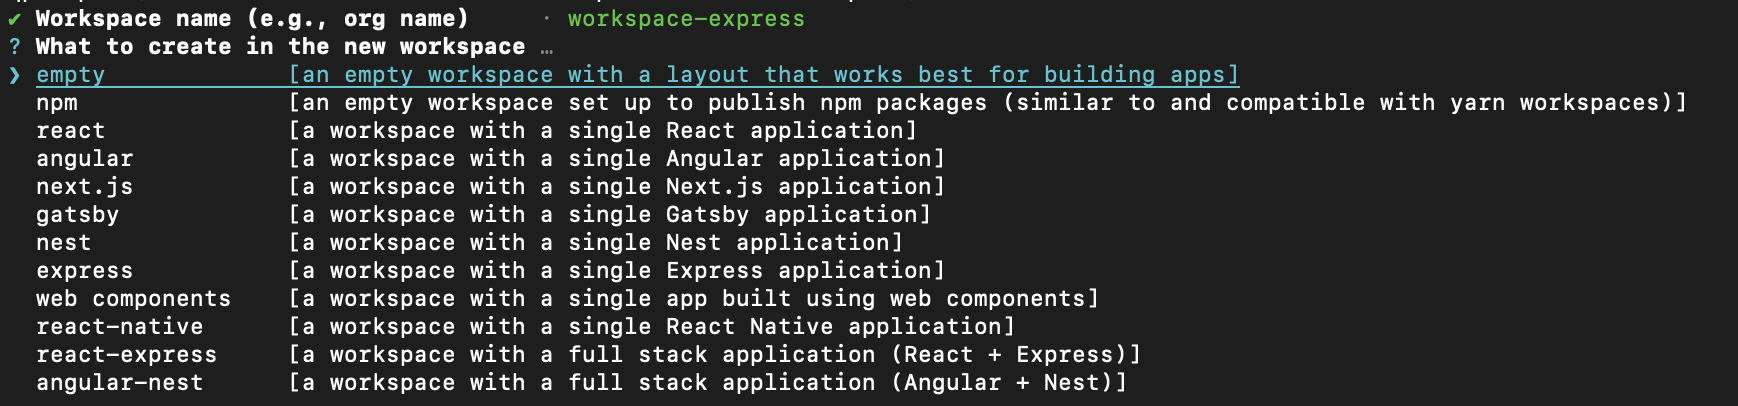 ✔ Workspace name (e.g., org name) · workspace-express
? What to create in the new workspace …
❯ empty [an empty workspace with a layout that works best for building apps]
npm [an empty workspace set up to publish npm packages (similar to and compatible with yarn workspaces)]
react [a workspace with a single React application]
angular [a workspace with a single Angular application]
next.js [a workspace with a single Next.js application]
gatsby [a workspace with a single Gatsby application]
nest [a workspace with a single Nest application]
express [a workspace with a single Express application]
web components [a workspace with a single app built using web components]
react-native [a workspace with a single React Native application]
react-express [a workspace with a full stack application (React + Express)]
angular-nest [a workspace with a full stack application (Angular + Nest)]